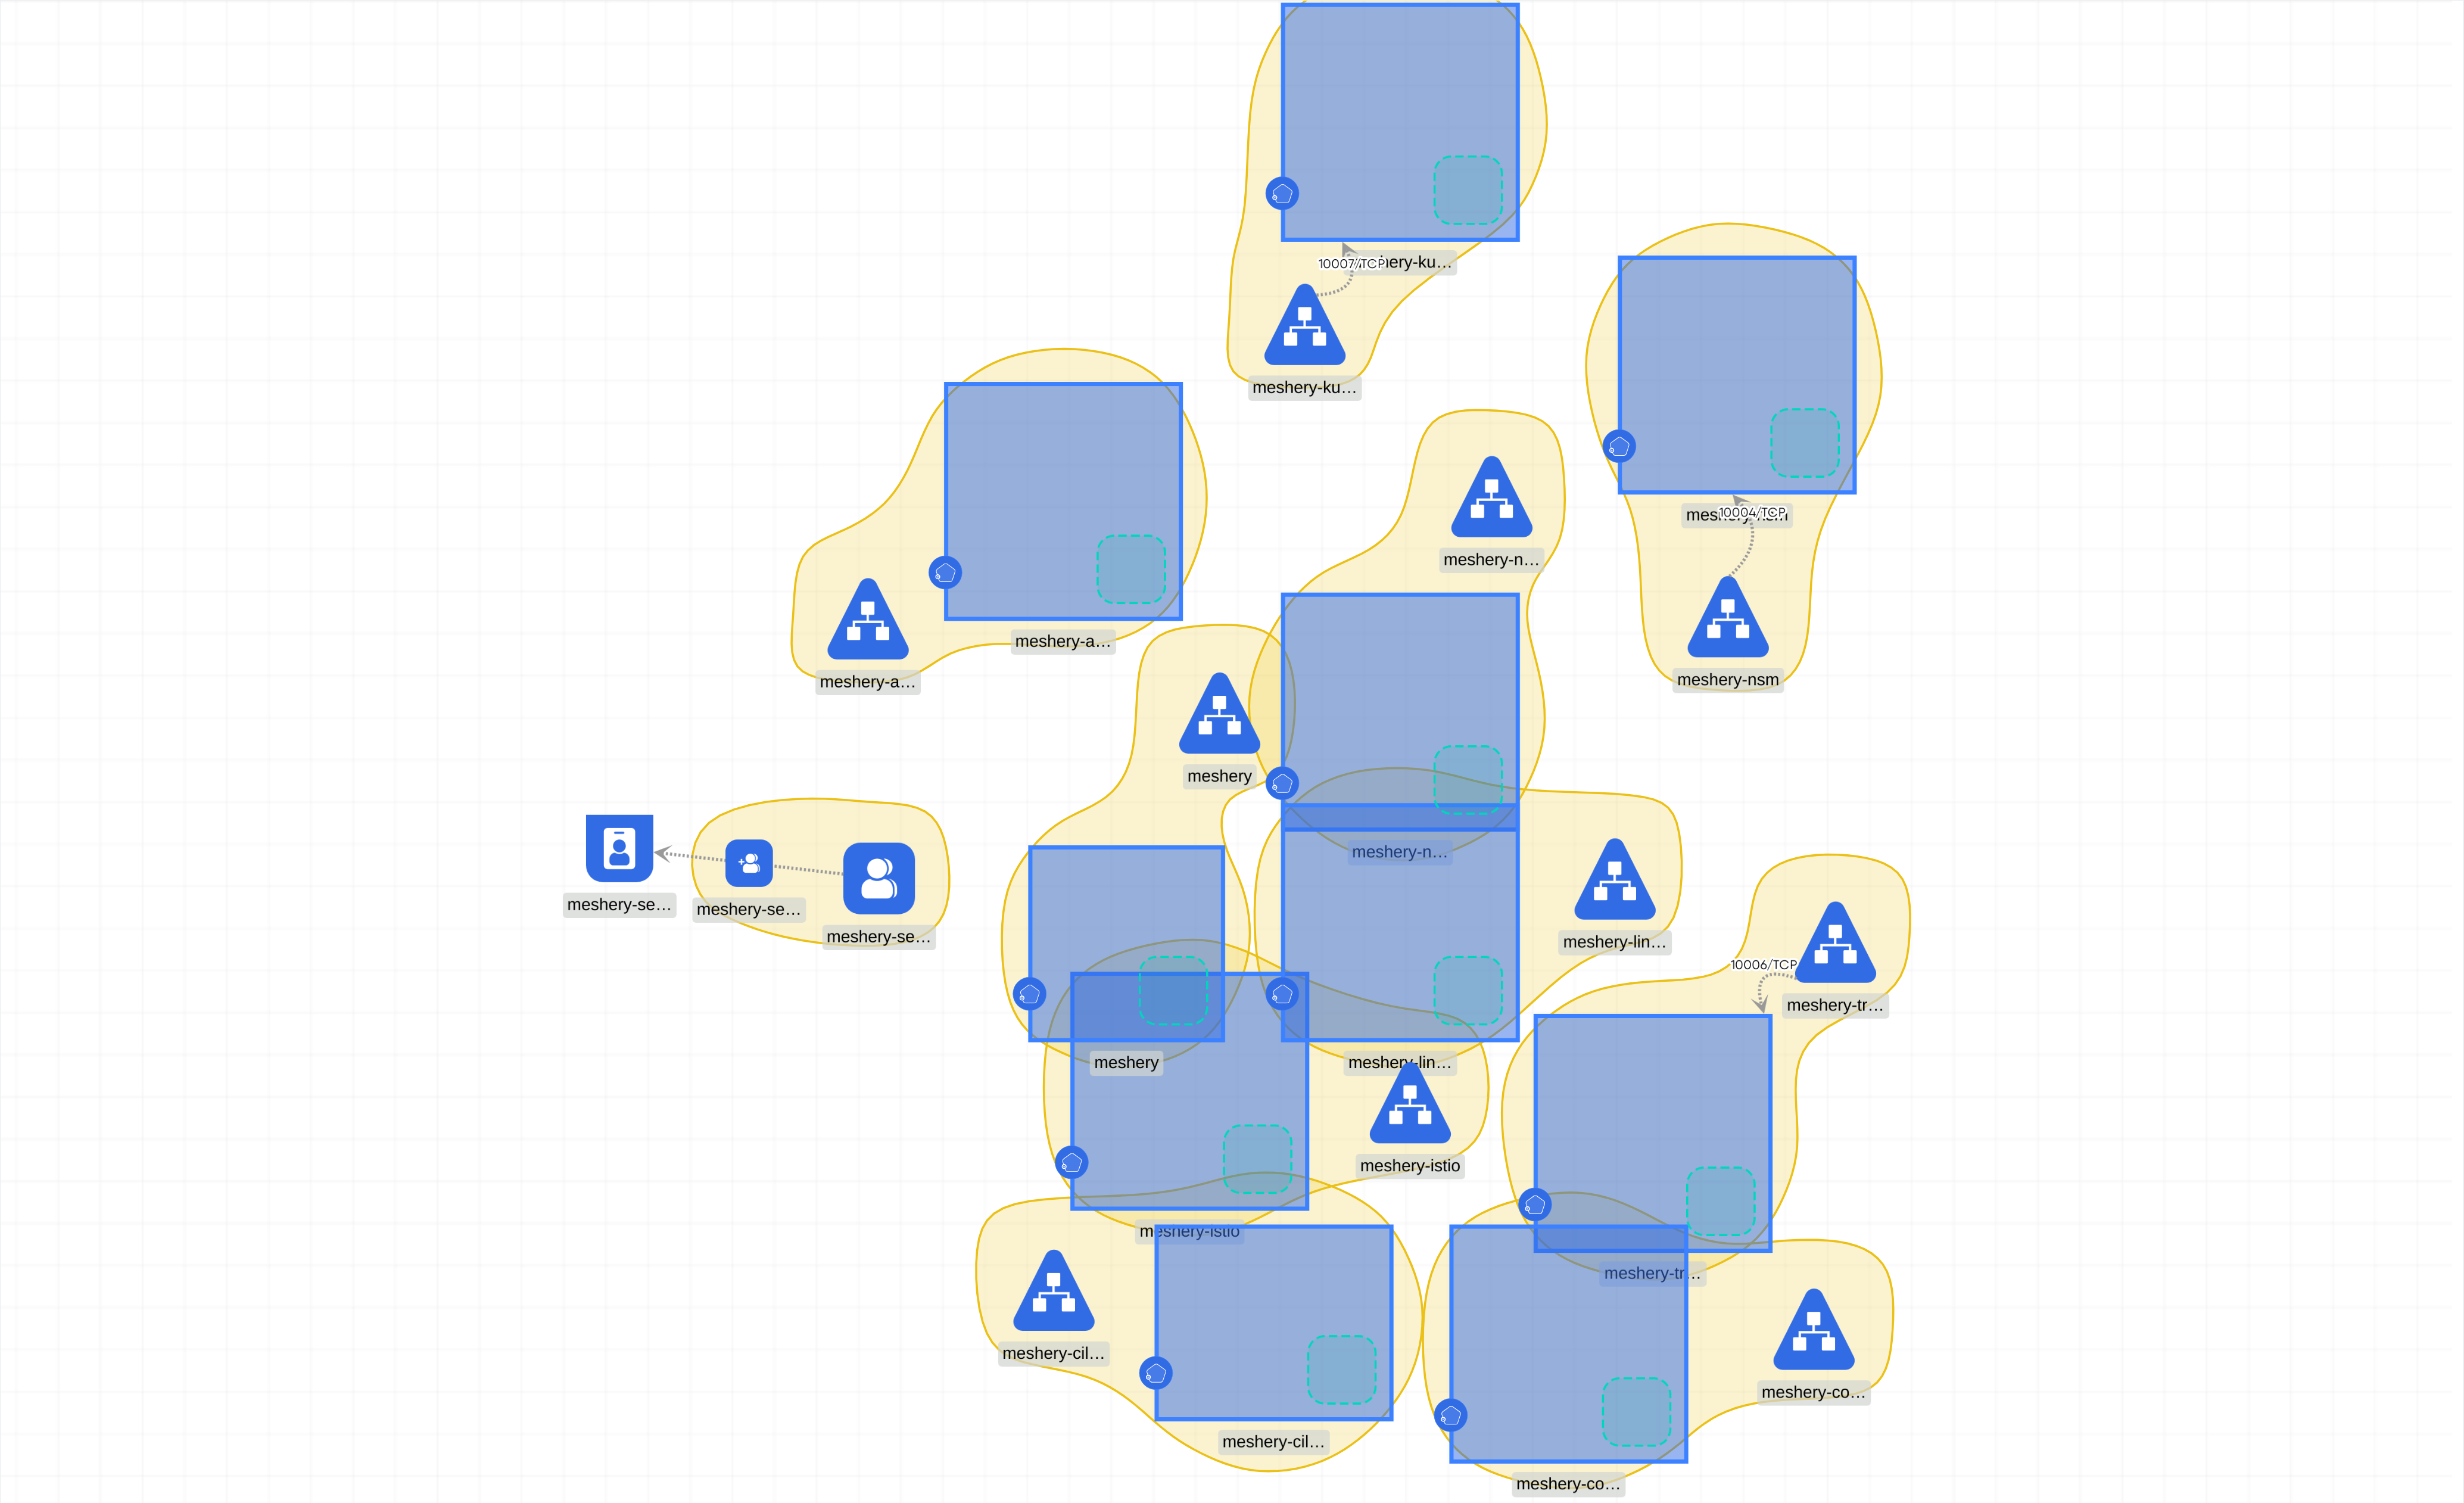 10007/TCP
hery-ku…
meshery-ku…
10004/TCP
meshery-nsm
meshery-n…
meshery-a…
meshery-a…
meshery
meshery-n…
meshery-se…
meshery-se…
meshery-se…
meshery-lin…
10006/TCP
meshery-tr…
meshery
meshery-lin…
meshery-istio
meshery-istio
meshery-tr…
meshery-cil…
meshery-co…
meshery-cil…
meshery-co…